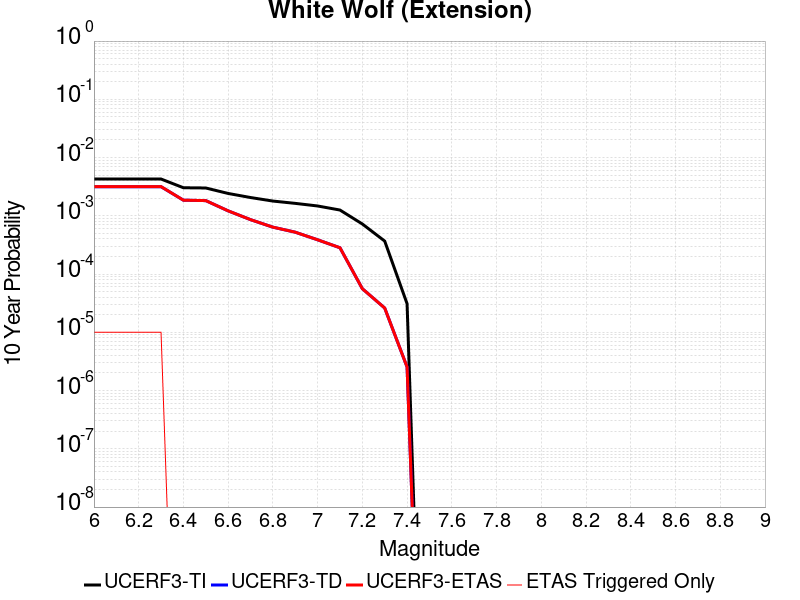 White Wolf (Extension)
10 Year Probability
10^0
10^-1
10^-2
10^-3
10^-4
10^-5
10^-6
10^-7
10^-8
6 6.2 6.4 6.6 6.8 7 7.2 7.4 7.6 7.8 8 8.2 8.4 8.6 8.8 9
Magnitude
UCERF3-TI UCERF3-TD UCERF3-ETAS ETAS Triggered Only